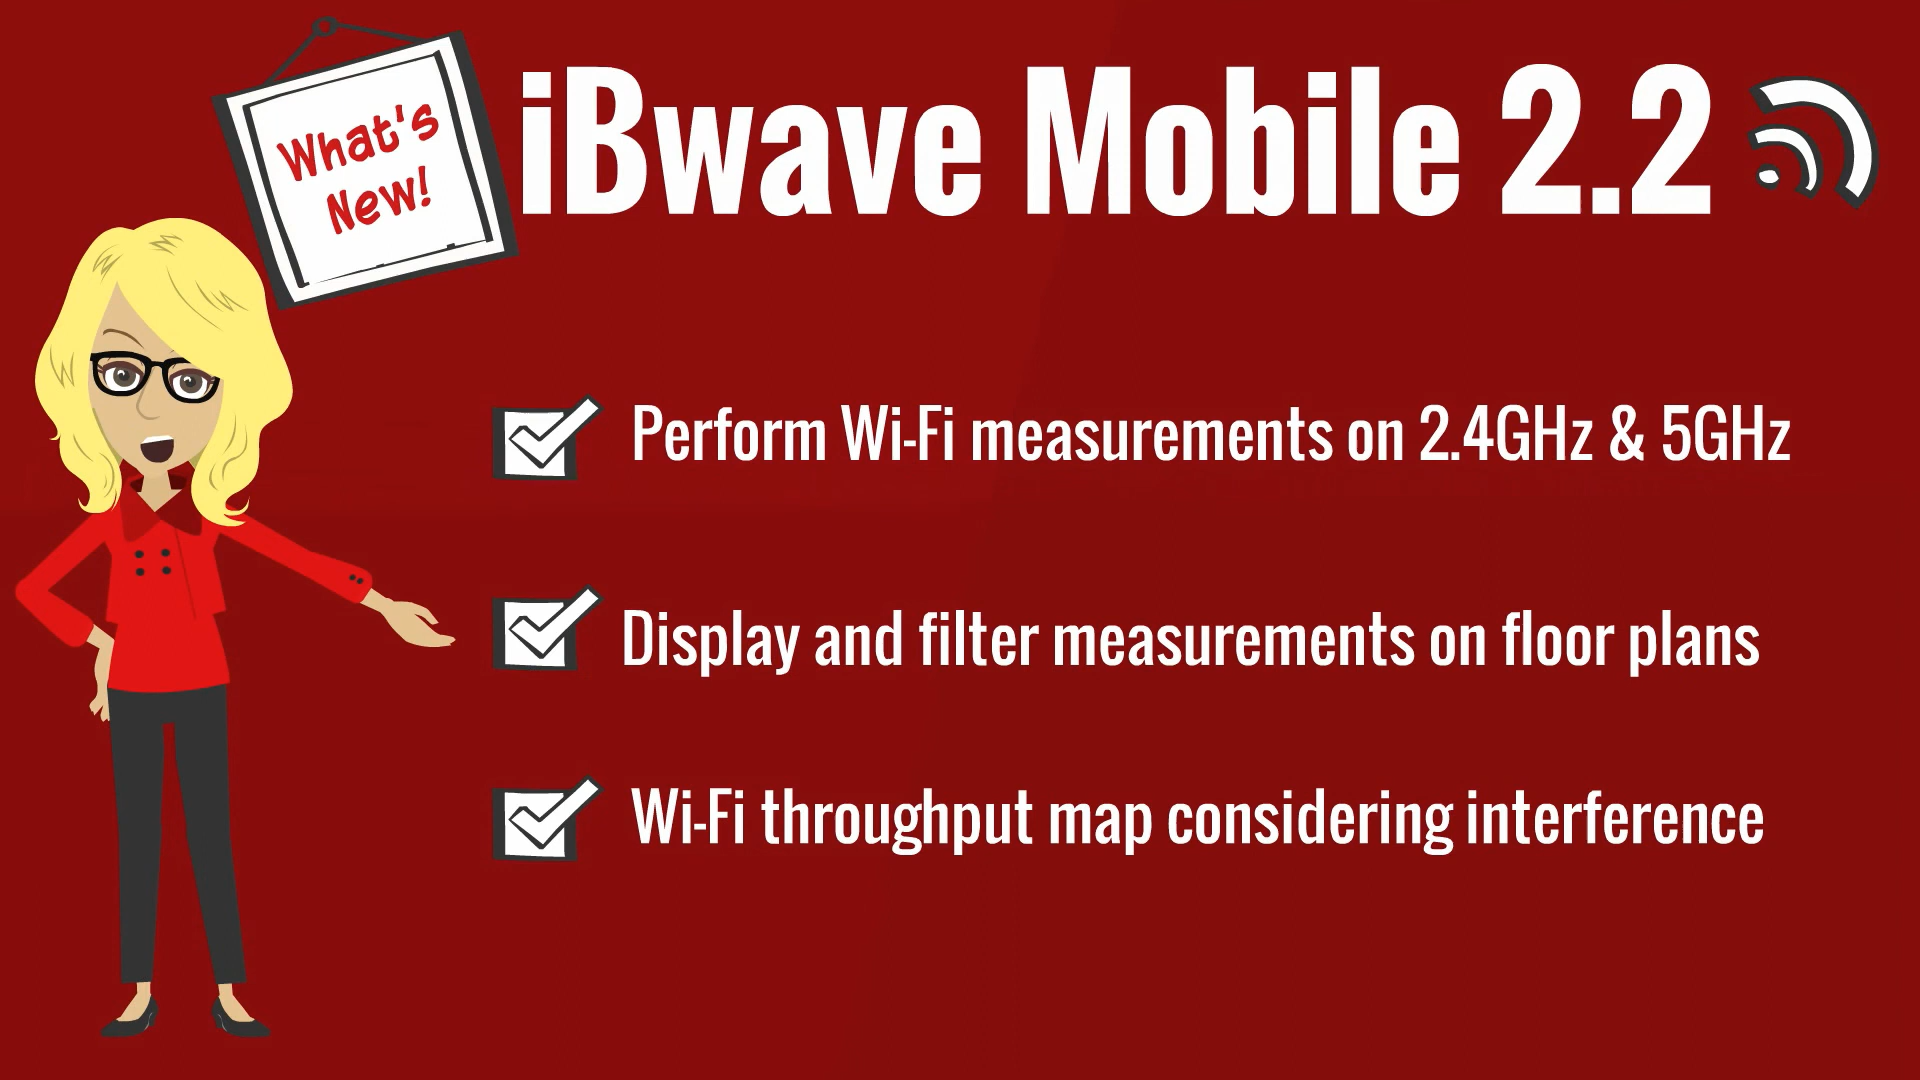 What's
New!
iBwave Mobile 2.2
Perform Wi-Fi measurements on 2.4GHz & 5GHz
Display and filter measurements on floor plans
Wi-Fi throughput map considering interference